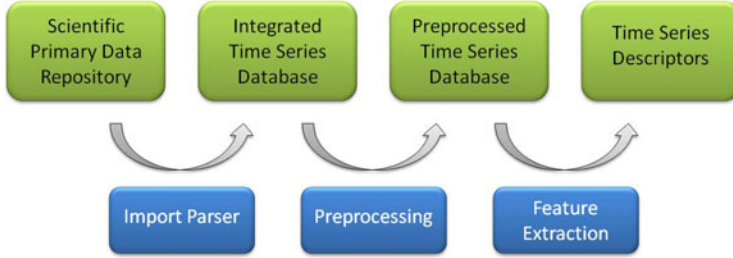 Scientific
Primary Data
Repository
Integrated
Time Series
Database
Preprocessed
Time Series
Database
Time Series
Descriptors
Import Parser
Preprocessing
Feature
Extraction